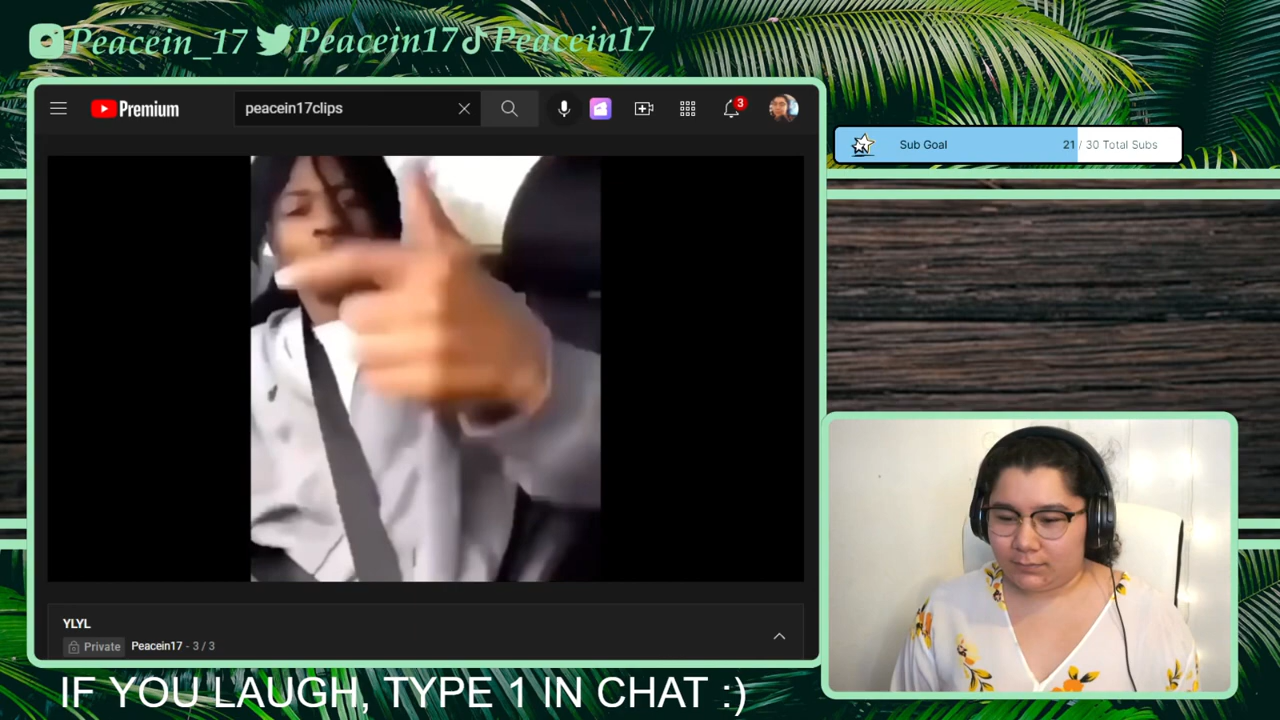 Peacein_17 Peacein17 Peacein17
Premium
peacein17clips
3
Sub Goal
21 / 30 Total Subs
YLYL
Private Peacein17 - 3 / 3
IF YOU LAUGH, TYPE 1 IN CHAT :)